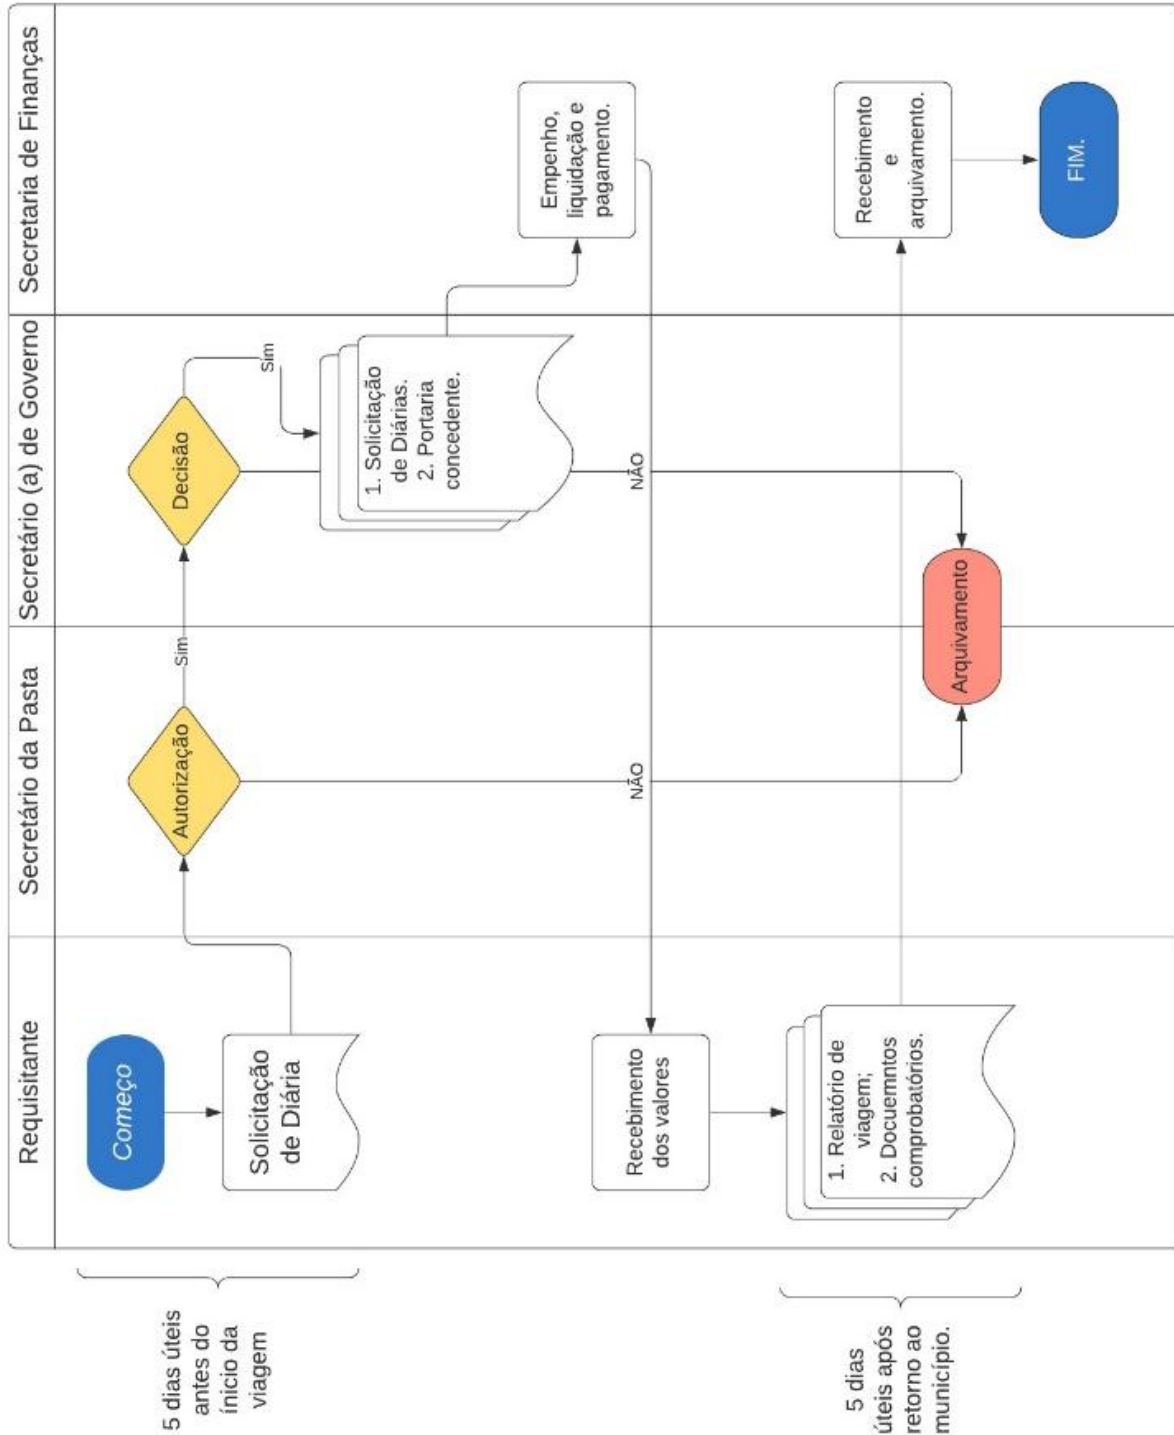 Requisitante
Secretário da Pasta
Secretário (a) de Governo
Secretaria de Finanças
5 dias úteis
antes do
ínicio da
viagem
Começo
Solicitação
de Diária
Autorização
Sim
Decisão
Sim
1. Solicitação
de Diárias.
2. Portaria
concedente.
Empenho,
liquidação e
pagamento.
NÃO
NÃO
Recebimento
dos valores
5 dias
úteis após
retorno ao
município.
1. Relatório de
viagem;
2. Docuemntos
comprobatórios.
Arquivamento
Recebimento
e
arquivamento.
FIM.